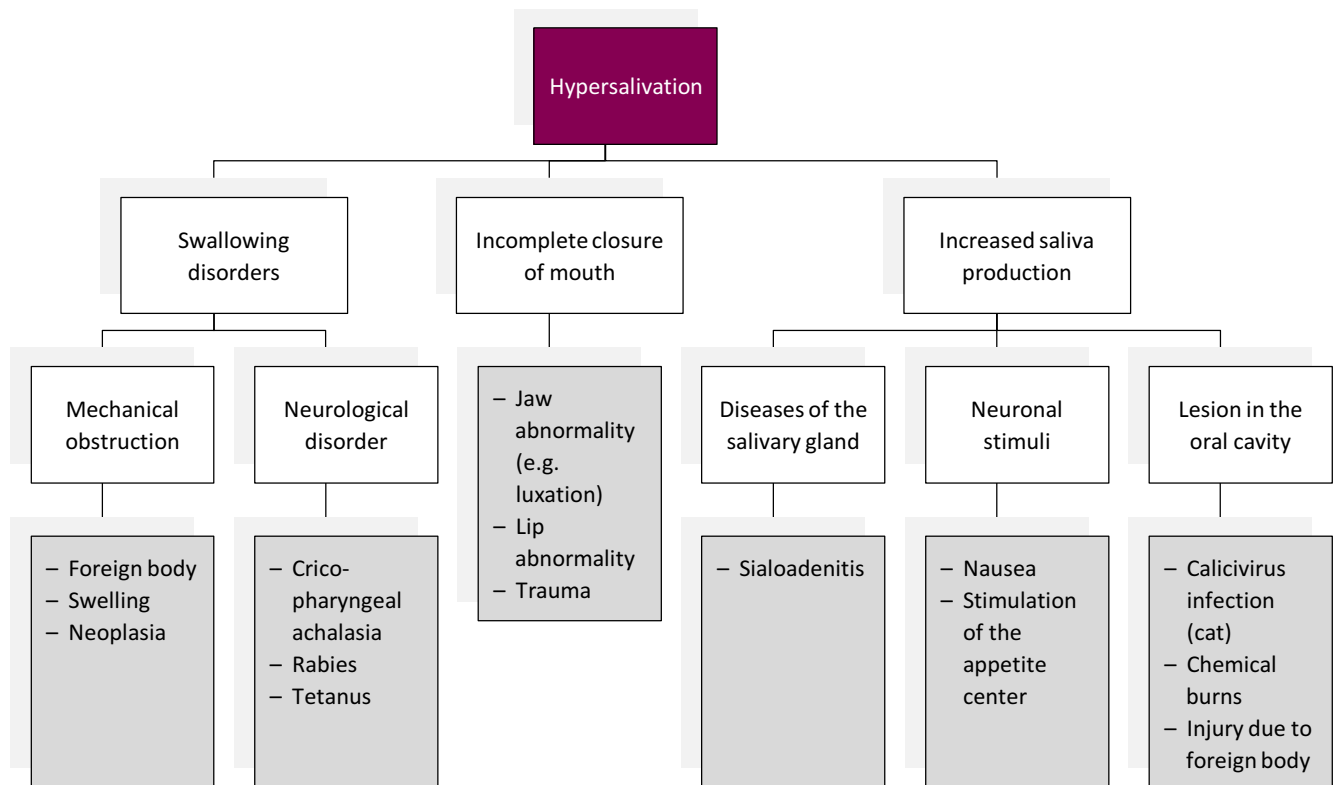 Hypersalivation
Swallowing
disorders
Incomplete closure
of mouth
Increased saliva
production
Mechanical
obstruction
Neurological
disorder
– Jaw
abnormality
(e.g.
luxation)
– Lip
abnormality
– Trauma
Diseases of the
salivary gland
Neuronal
stimuli
Lesion in the
oral cavity
– Foreign body
– Swelling
– Neoplasia
– Crico-
pharyngeal
achalasia
– Rabies
– Tetanus
– Sialoadenitis
– Nausea
– Stimulation
of the
appetite
center
– Calicivirus
infection
(cat)
– Chemical
burns
– Injury due to
foreign body